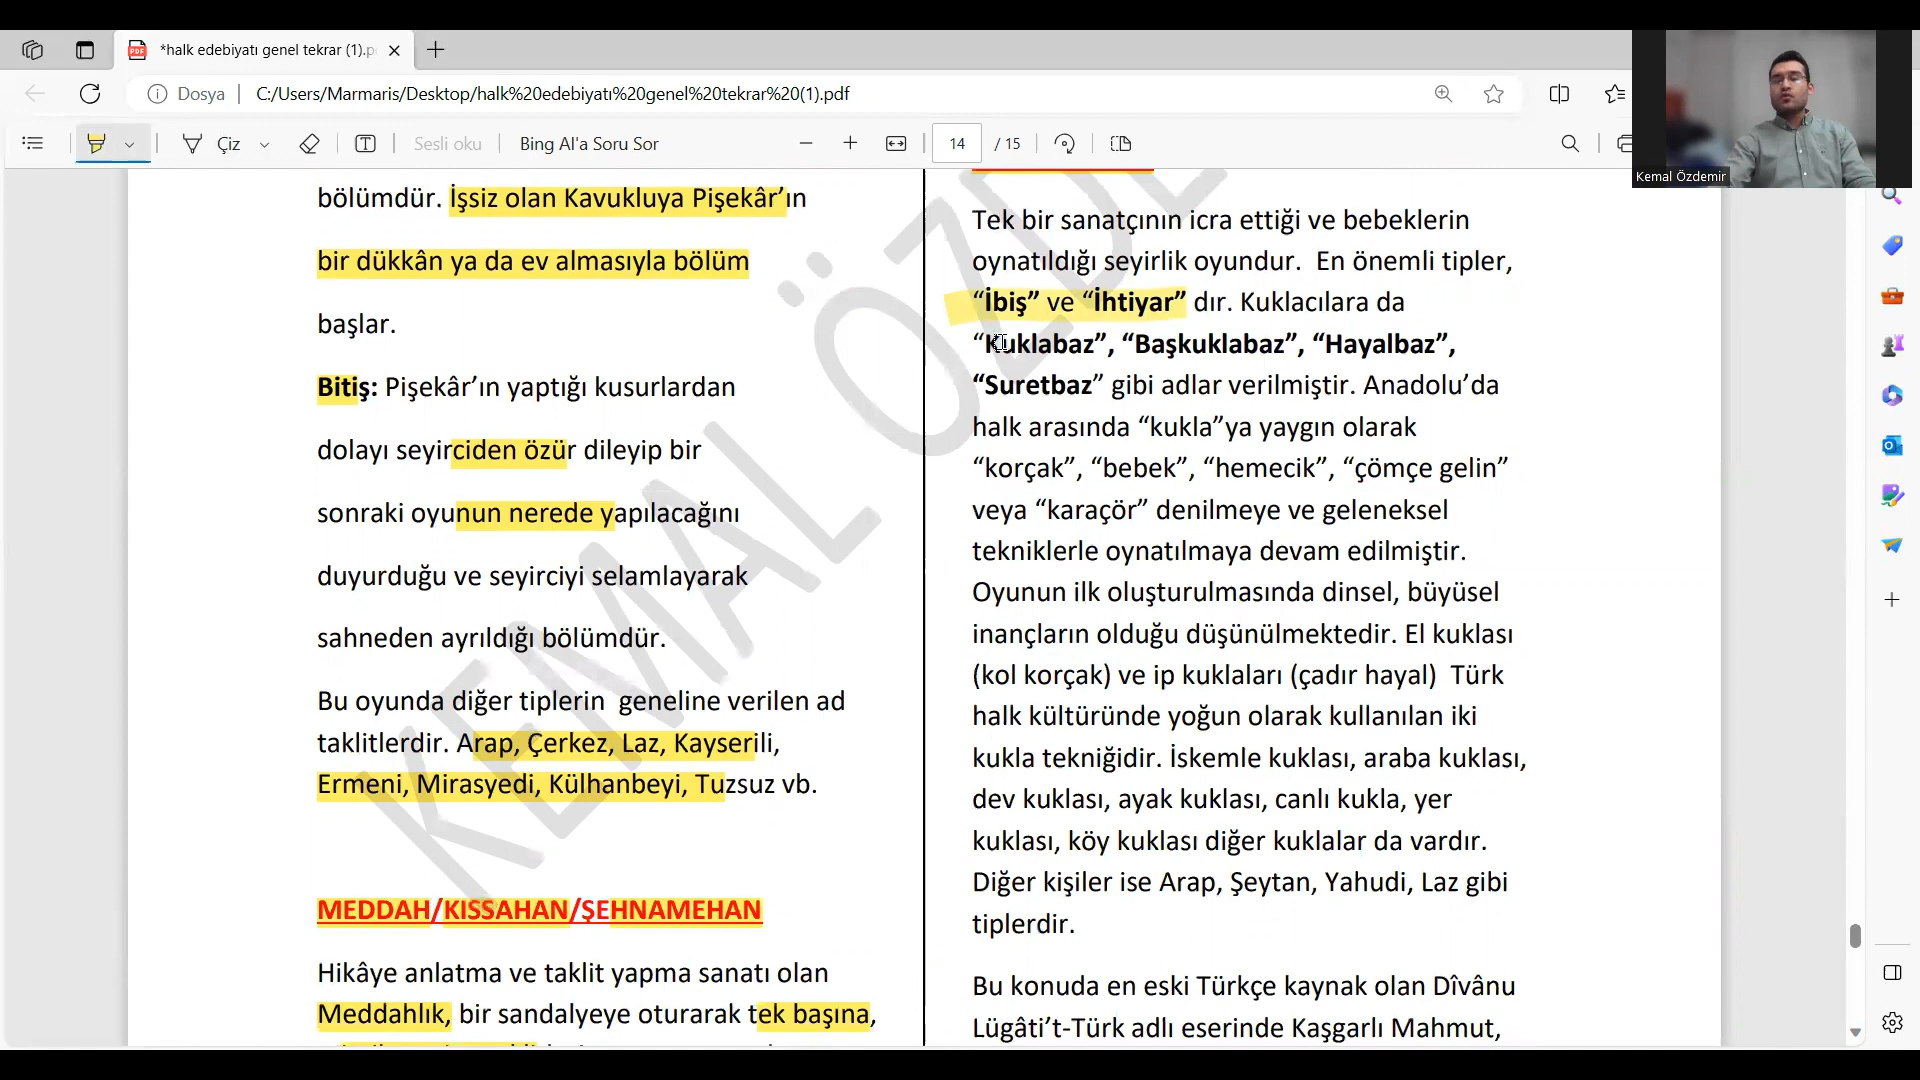 *halk edebiyatı genel tekrar (1).p
Dosya
C:/Users/Marmaris/Desktop/halk%20edebiyatı%20genel%20tekrar%20(1).pdf
Çiz
Sesli oku
Bing AI'a Soru Sor
14 / 15
Kemal Özdemir
bölümdür. İşsiz olan Kavukluya Pişekâr’ın
bir dükkân ya da ev almasıyla bölüm
başlar.
Bitiş: Pişekâr’ın yaptığı kusurlardan
dolayı seyirciden özür dileyip bir
sonraki oyunun nerede yapılacağını
duyurduğu ve seyirciyi selamlayarak
sahneden ayrıldığı bölümdür.
Bu oyunda diğer tiplerin  geneline verilen ad
taklitlerdir. Arap, Çerkez, Laz, Kayserili,
Ermeni, Mirasyedi, Külhanbeyi, Tuzsuz vb.
MEDDAH/KISSAHAN/ŞEHNAMEHAN
Hikâye anlatma ve taklit yapma sanatı olan
Meddahlık, bir sandalyeye oturarak tek başına,
Tek bir sanatçının icra ettiği ve bebeklerin
oynatıldığı seyirlik oyundur.  En önemli tipler,
“İbiş” ve “İhtiyar” dır. Kuklacılara da
“Kuklabaz”, “Başkuklabaz”, “Hayalbaz”,
“Suretbaz” gibi adlar verilmiştir. Anadolu’da
halk arasında “kukla”ya yaygın olarak
“korçak”, “bebek”, “hemecik”, “çömçe gelin”
veya “karaçör” denilmeye ve geleneksel
tekniklerle oynatılmaya devam edilmiştir.
Oyunun ilk oluşturulmasında dinsel, büyüsel
inançların olduğu düşünülmektedir. El kuklası
(kol korçak) ve ip kuklaları (çadır hayal)  Türk
halk kültüründe yoğun olarak kullanılan iki
kukla tekniğidir. İskemle kuklası, araba kuklası,
dev kuklası, ayak kuklası, canlı kukla, yer
kuklası, köy kuklası diğer kuklalar da vardır.
Diğer kişiler ise Arap, Şeytan, Yahudi, Laz gibi
tiplerdir.
Bu konuda en eski Türkçe kaynak olan Dîvânu
Lügâti’t-Türk adlı eserinde Kaşgarlı Mahmut,
KEMAL ÖZDE